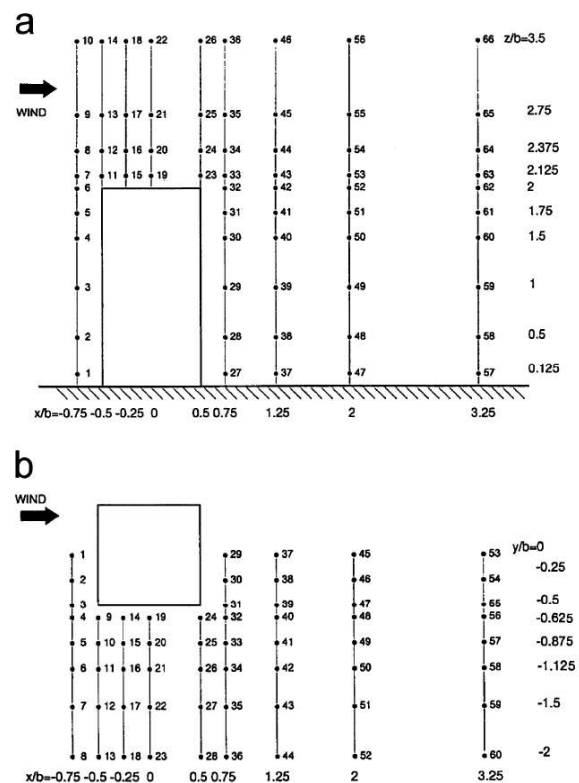 a
10 14 18 22 26 36 46 56 66 z/b=3.5
WIND
9 13 17 21 25 35 45 55 65 2.75
8 12 16 20 24 34 44 54 64 2.375
7 11 15 19 23 33 43 53 63 2.125
6 32 42 52 62 2
5 31 41 51 61 1.75
4 30 40 50 60 1.5
3 29 39 49 59 1
2 28 38 48 58 0.5
1 27 37 47 57 0.125
x/b=-0.75 -0.5 -0.25 0 0.5 0.75 1.25 2 3.25
b
WIND
1 29 37 45 53 y/b=0
2 30 38 46 54 -0.25
3 31 39 47 55 -0.5
4 9 14 19 24 32 40 48 56 -0.625
5 10 15 20 25 33 41 49 57 -0.875
6 11 16 21 26 34 42 50 58 -1.125
7 12 17 22 27 35 43 51 59 -1.5
8 13 18 23 28 36 44 52 60 -2
x/b=-0.75 -0.5 -0.25 0 0.5 0.75 1.25 2 3.25